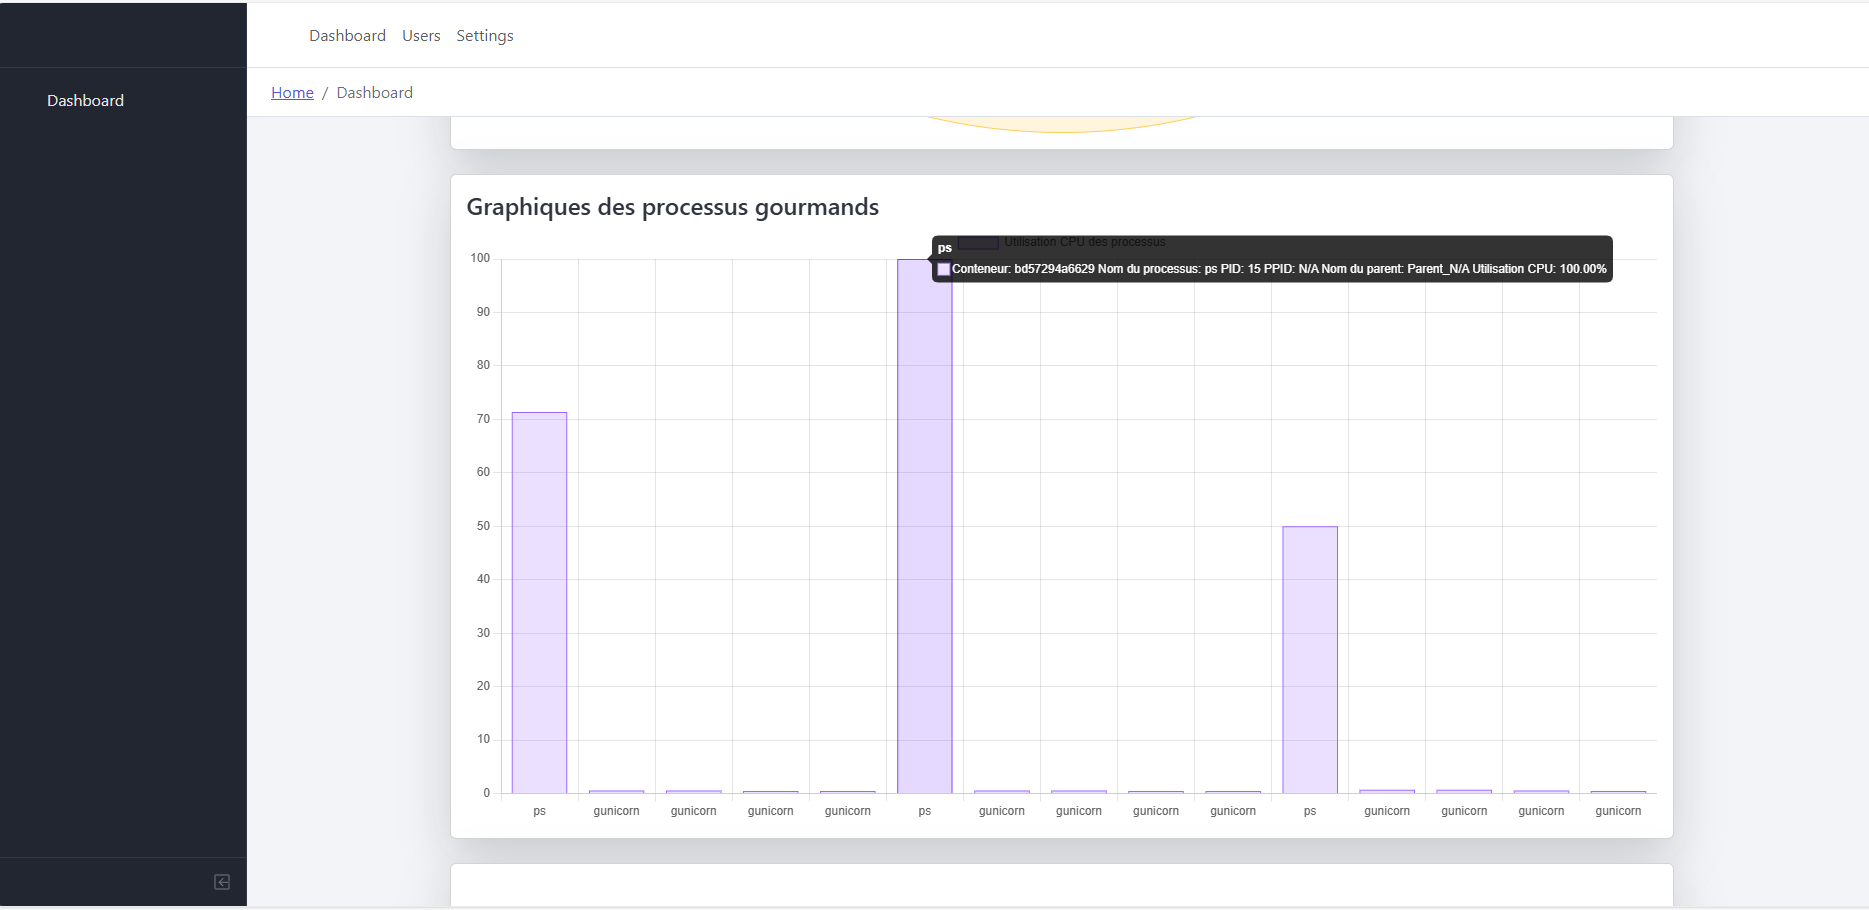 Dashboard Users Settings
Home / Dashboard
Dashboard
Graphiques des processus gourmands
Utilisation CPU des processus
ps
Conteneur: bd57294a6629 Nom du processus: ps PID: 15 PPID: N/A Nom du parent: Parent_N/A Utilisation CPU: 100.00%
100
90
80
70
60
50
40
30
20
10
0
ps gunicorn gunicorn gunicorn gunicorn ps gunicorn gunicorn gunicorn gunicorn ps gunicorn gunicorn gunicorn gunicorn